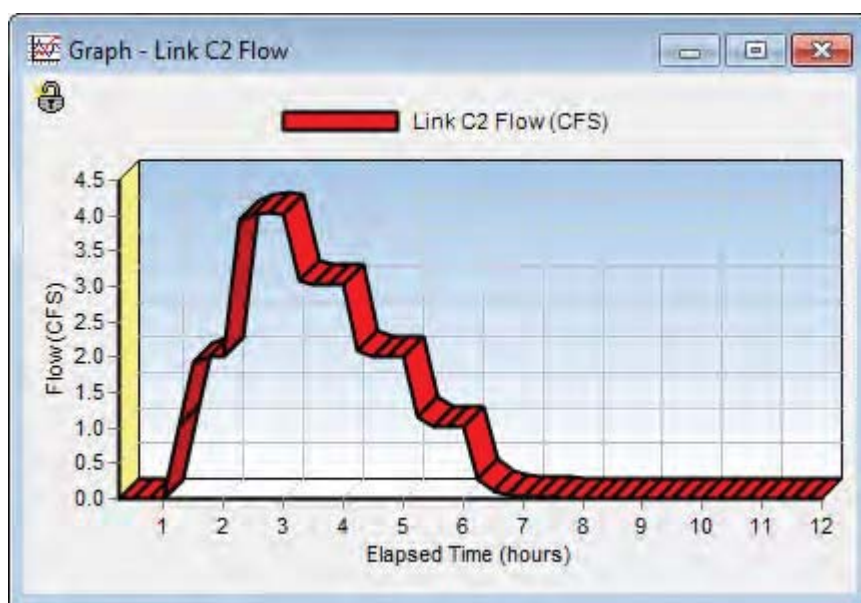 Graph - Link C2 Flow
Link C2 Flow (CFS)
4.5
4.0
3.5
3.0
2.5
2.0
1.5
1.0
0.5
0.0
Flow (CFS)
1 2 3 4 5 6 7 8 9 10 11 12
Elapsed Time (hours)